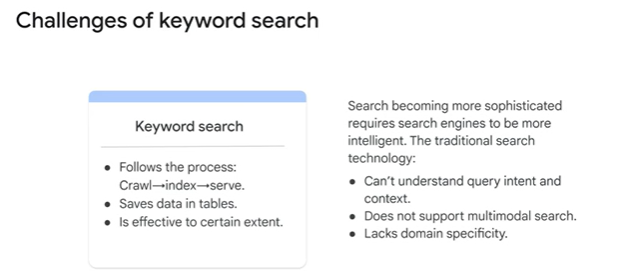 Challenges of keyword search
Keyword search
• Follows the process:
Crawl→index→serve.
• Saves data in tables.
• Is effective to certain extent.
Search becoming more sophisticated
requires search engines to be more
intelligent. The traditional search
technology:
• Can't understand query intent and
context.
• Does not support multimodal search.
• Lacks domain specificity.